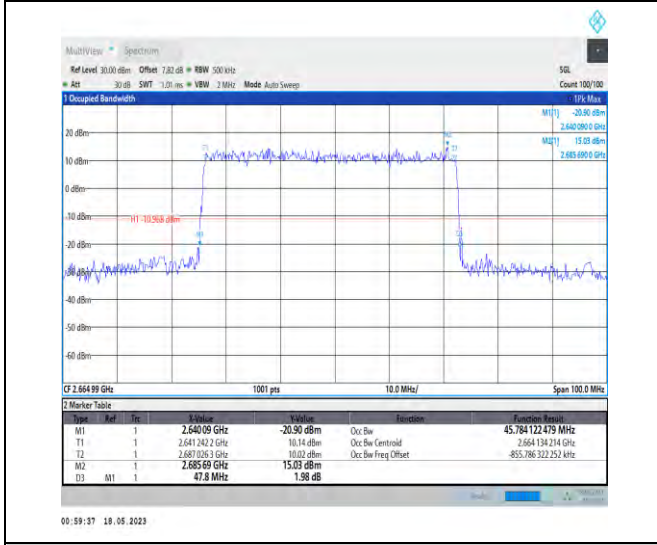 MultiView Spectrum
Ref Level 30.00 dBm Offset 7.82 dB RBW 500 kHz SGL
Att 30 dB SWT 1.01 ms VBW 2 MHz Mode Auto Sweep Count 100/100
1 Occupied Bandwidth 1Pk Max
M1[1] -20.90 dBm
2.640 090 0 GHz
M2[1] 15.03 dBm
2.685 690 0 GHz
20 dBm
10 dBm
0 dBm
-10 dBm
H1 -10.968 dBm
-20 dBm
-40 dBm
-50 dBm
-60 dBm
CF 2.664 99 GHz 1001 pts 10.0 MHz/ Span 100.0 MHz
2 Marker Table
Type Ref Trc X-Value Y-Value Function Function Result
M1 1 2.640 09 GHz -20.90 dBm Occ Bw 45.784 122 479 MHz
T1 1 2.641 242 2 GHz 10.14 dBm Occ Bw Centroid 2.664 134 214 GHz
T2 1 2.687 026 3 GHz 10.02 dBm Occ Bw Freq Offset -855.786 322 252 kHz
M2 1 2.685 69 GHz 15.03 dBm
D3 M1 1 47.8 MHz 1.98 dB
00:59:37 18.05.2023